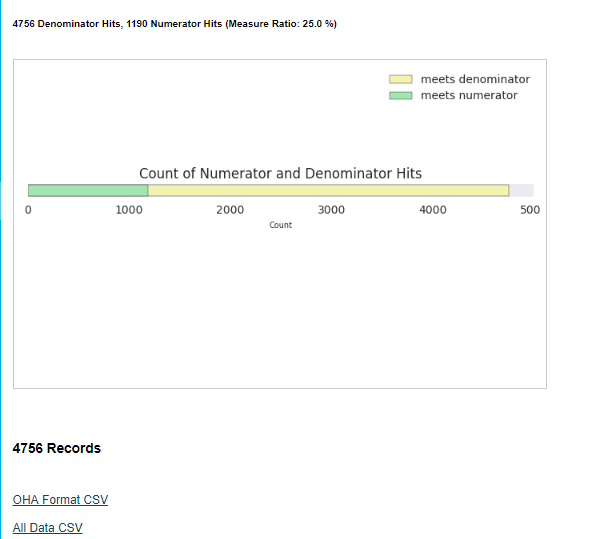 4756 Denominator Hits, 1190 Numerator Hits (Measure Ratio: 25.0 %)
meets denominator
meets numerator
Count of Numerator and Denominator Hits
0 1000 2000 3000 4000 500
Count
4756 Records
OHA Format CSV
All Data CSV